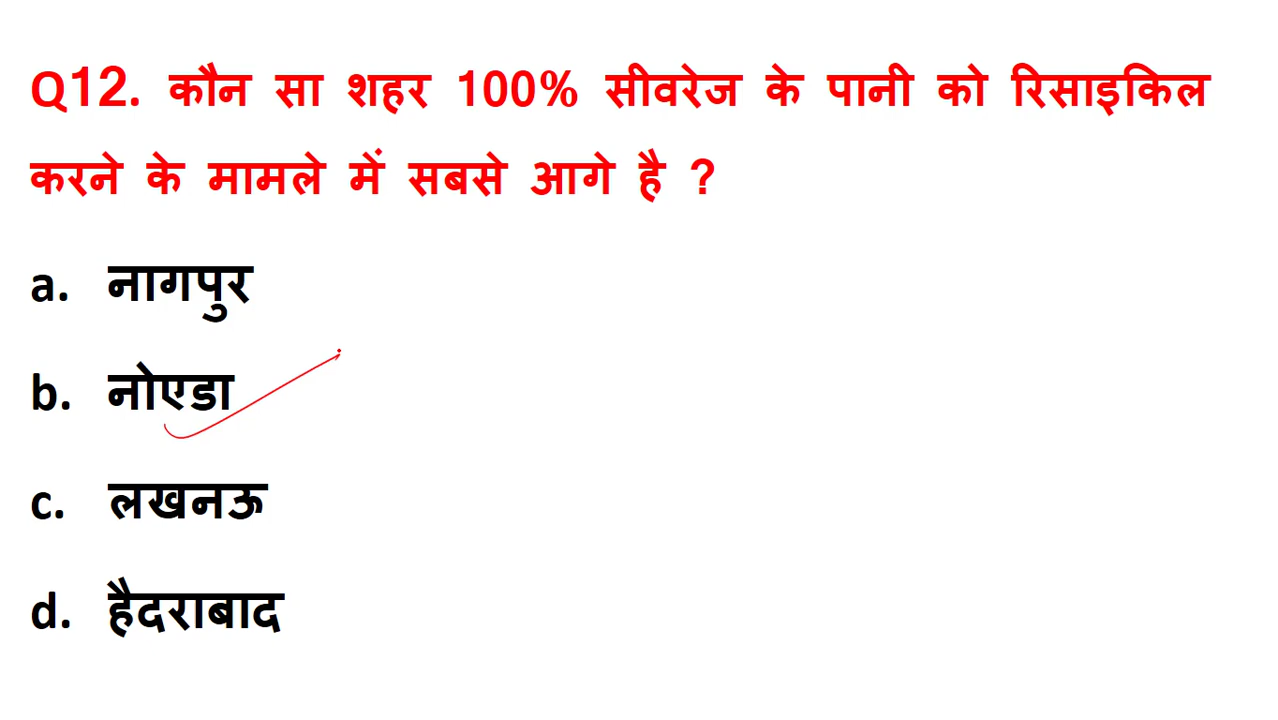 Q12. कौन सा शहर 100% सीवरेज के पानी को रिसाइकिल
करने के मामले में सबसे आगे है ?
a. नागपुर
b. नोएडा
c. लखनऊ
d. हैदराबाद